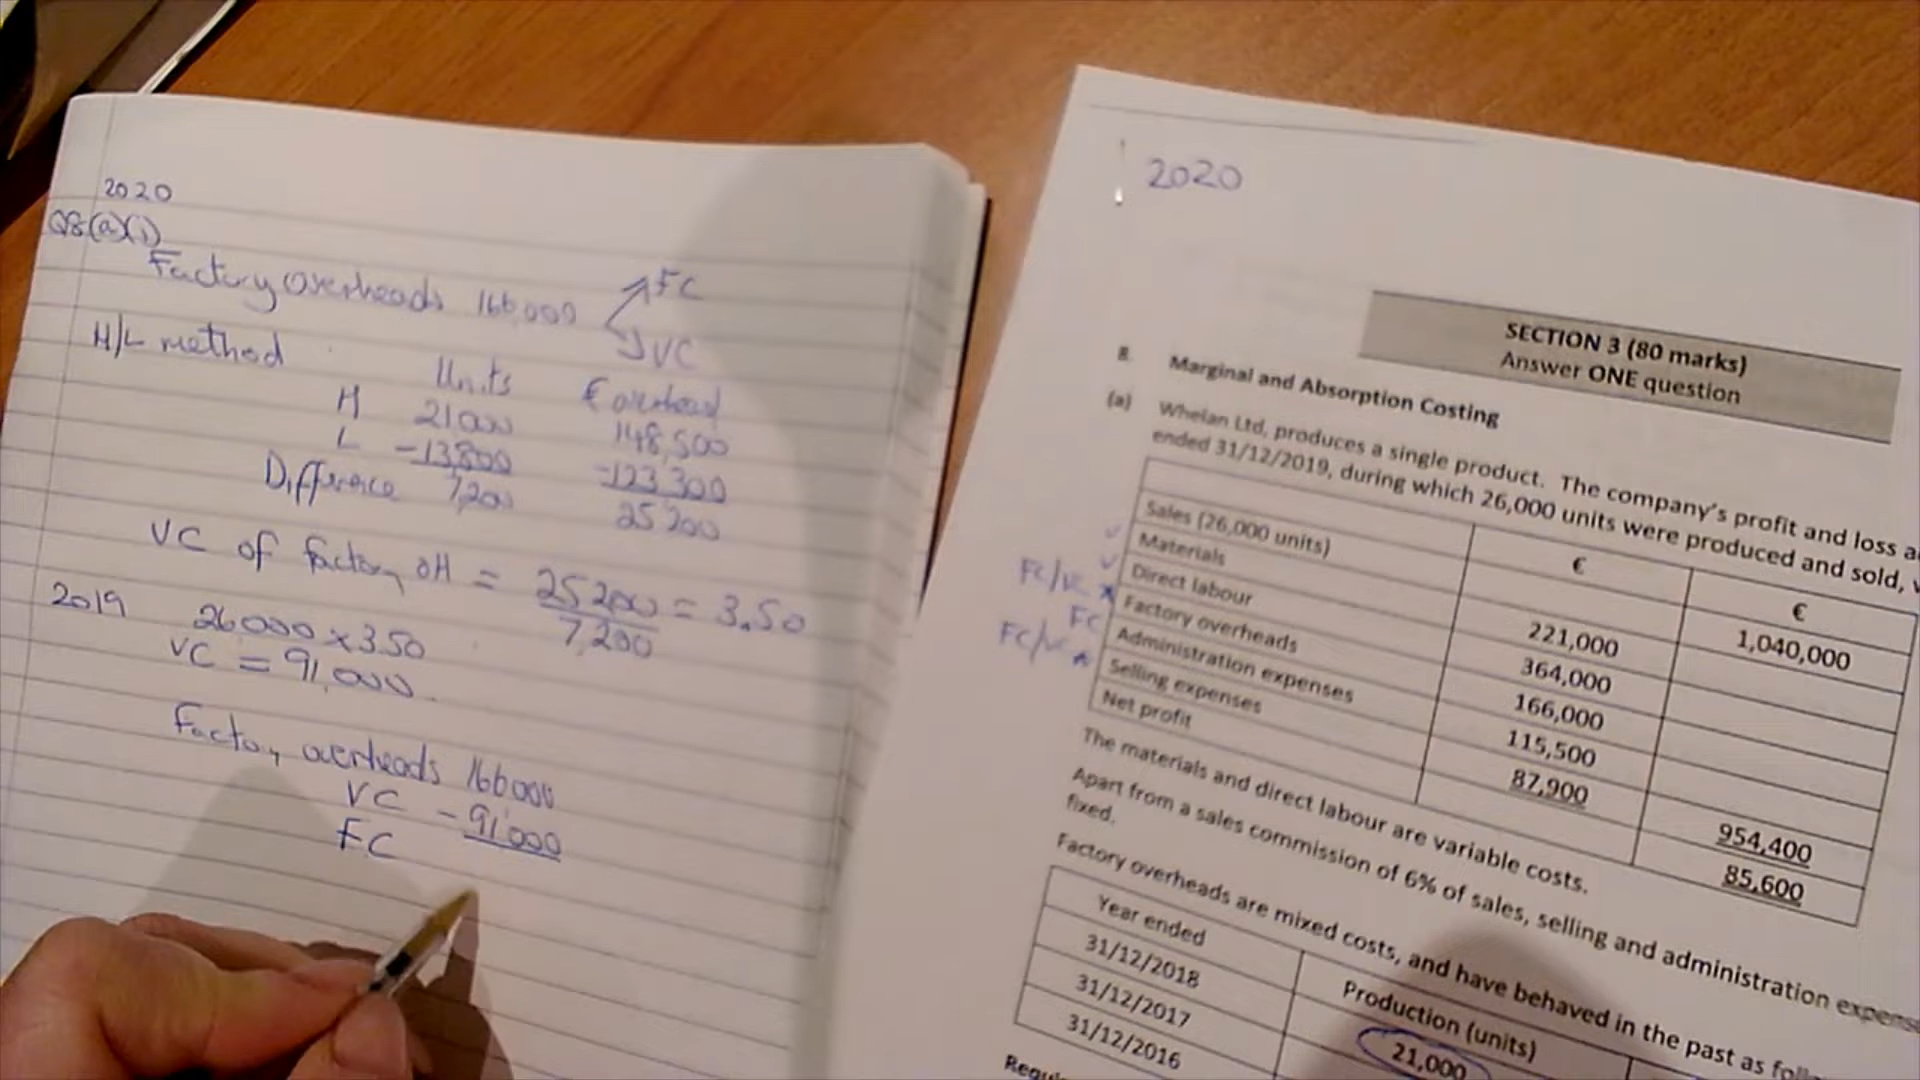 2020
Q8(a)(i)
Factory Overheads 166,000
FC
VC
H/L method
Units € overhead
H 21000 148,500
L -13,800 -123 300
Difference 7,200 25 200
VC of factory OH = 25 200 / 7,200 = 3.50
2019 26000 x 3.50
VC = 91,000.
Factory overheads 166000
VC - 91,000
FC
2020
SECTION 3 (80 marks)
Answer ONE question
8. Marginal and Absorption Costing
(a) Whelan Ltd, produces a single product. The company's profit and loss a
ended 31/12/2019, during which 26,000 units were produced and sold,
€ €
Sales (26,000 units) 1,040,000
Materials 221,000
Direct labour 364,000
FC/VC Factory overheads 166,000
FC Administration expenses 115,500
FC/VC Selling expenses 87,900 954,400
Net profit 85,600
The materials and direct labour are variable costs.
Apart from a sales commission of 6% of sales, selling and administration expens
fixed.
Factory overheads are mixed costs, and have behaved in the past as foll
Year ended Production (units)
31/12/2018 21,000
31/12/2017
31/12/2016
Requi